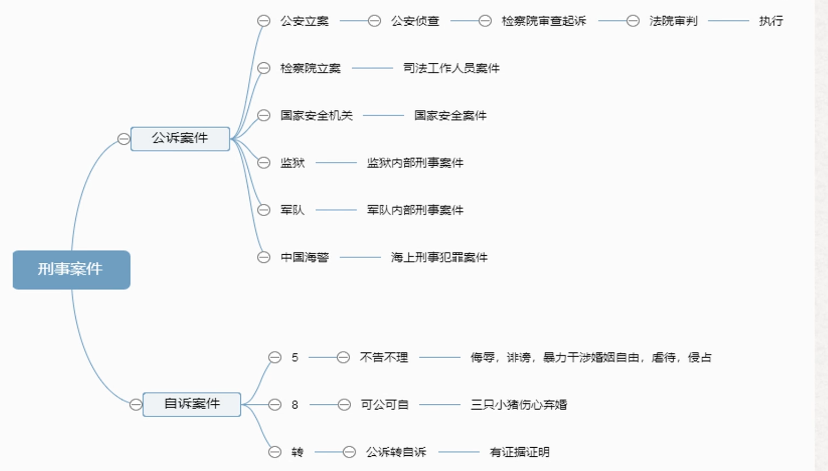 公安立案 公安侦查 检察院审查起诉 法院审判 执行
检察院立案 司法工作人员案件
国家安全机关 国家安全案件
公诉案件
监狱 监狱内部刑事案件
军队 军队内部刑事案件
中国海警 海上刑事犯罪案件
刑事案件
5 不告不理 侮辱，诽谤，暴力干涉婚姻自由，虐待，侵占
自诉案件
8 可公可自 三只小猪伤心弃婚
转 公诉转自诉 有证据证明